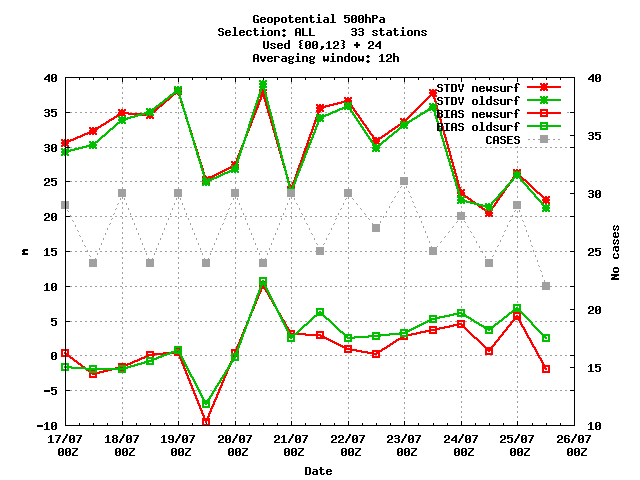 Geopotential 500hPa
Selection: ALL 33 stations
Used {00,12} + 24
Averaging window: 12h
40 40
STDV newsurf
STDV oldsurf
BIAS newsurf
BIAS oldsurf
CASES
35 35
30 30
25 25
20 20
15 15
10 10
5
0
-5
-10
m
No cases
17/07 18/07 19/07 20/07 21/07 22/07 23/07 24/07 25/07 26/07
00Z 00Z 00Z 00Z 00Z 00Z 00Z 00Z 00Z 00Z
Date